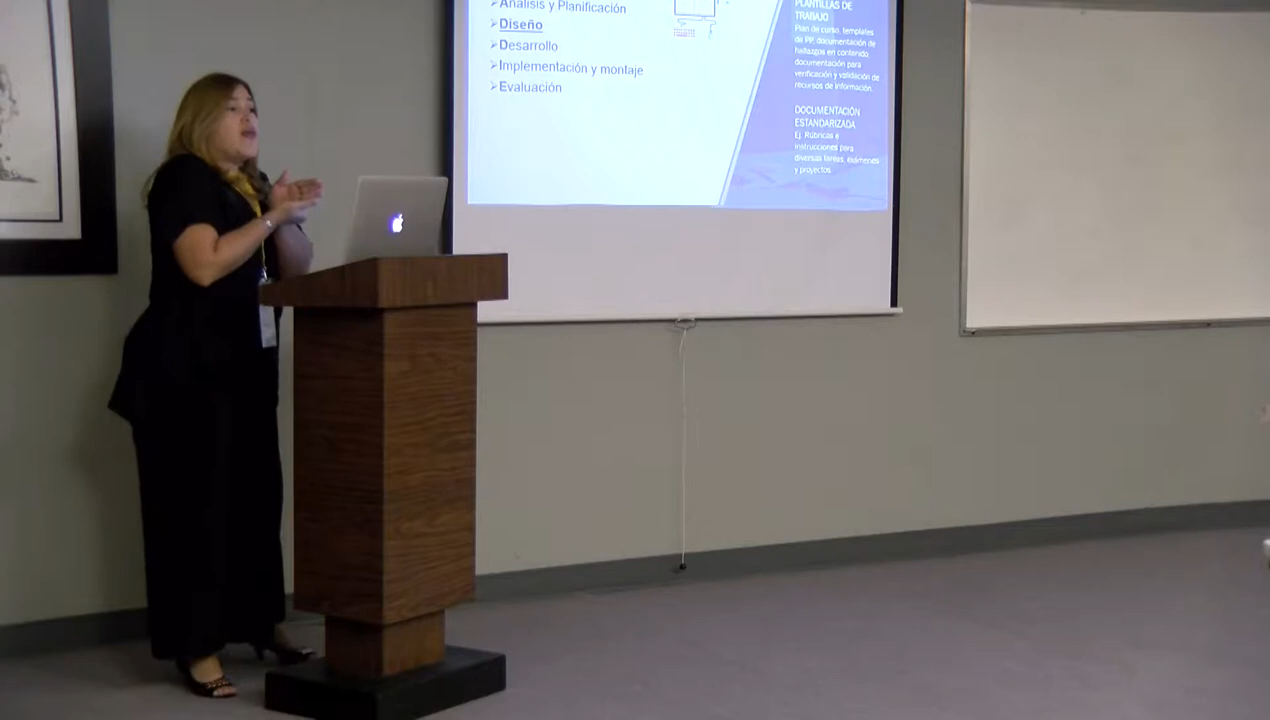 ➢Análisis y Planificación
➢Diseño
➢Desarrollo
➢Implementación y montaje
➢Evaluación
PLANTILLAS DE
TRABAJO
Plan de curso, templates
de PP, documentación de
hallazgos en contenido,
documentación para
verificación y validación de
recursos de información.
DOCUMENTACIÓN
ESTANDARIZADA
Ej. Rúbricas e
instrucciones para
diversas tareas, exámenes
y proyectos.